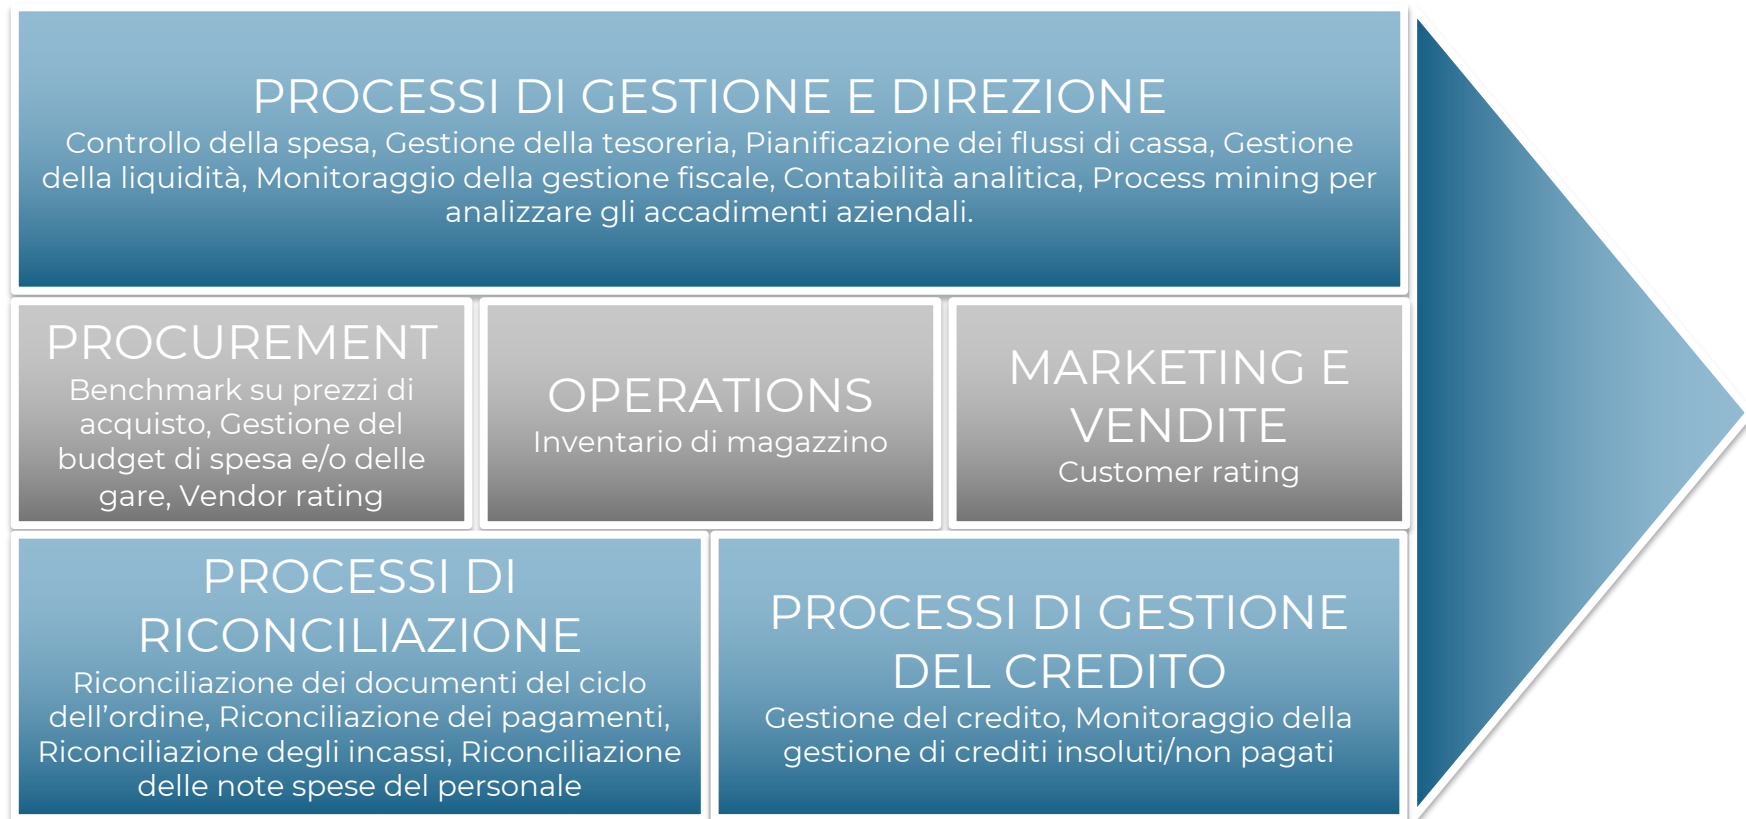 PROCESSI DI GESTIONE E DIREZIONE
Controllo della spesa, Gestione della tesoreria, Pianificazione dei flussi di cassa, Gestione
della liquidità, Monitoraggio della gestione fiscale, Contabilità analitica, Process mining per
analizzare gli accadimenti aziendali.
PROCUREMENT
Benchmark su prezzi di
acquisto, Gestione del
budget di spesa e/o delle
gare, Vendor rating
OPERATIONS
Inventario di magazzino
MARKETING E
VENDITE
Customer rating
PROCESSI DI
RICONCILIAZIONE
Riconciliazione dei documenti del ciclo
dell’ordine, Riconciliazione dei pagamenti,
Riconciliazione degli incassi, Riconciliazione
delle note spese del personale
PROCESSI DI GESTIONE
DEL CREDITO
Gestione del credito, Monitoraggio della
gestione di crediti insoluti/non pagati